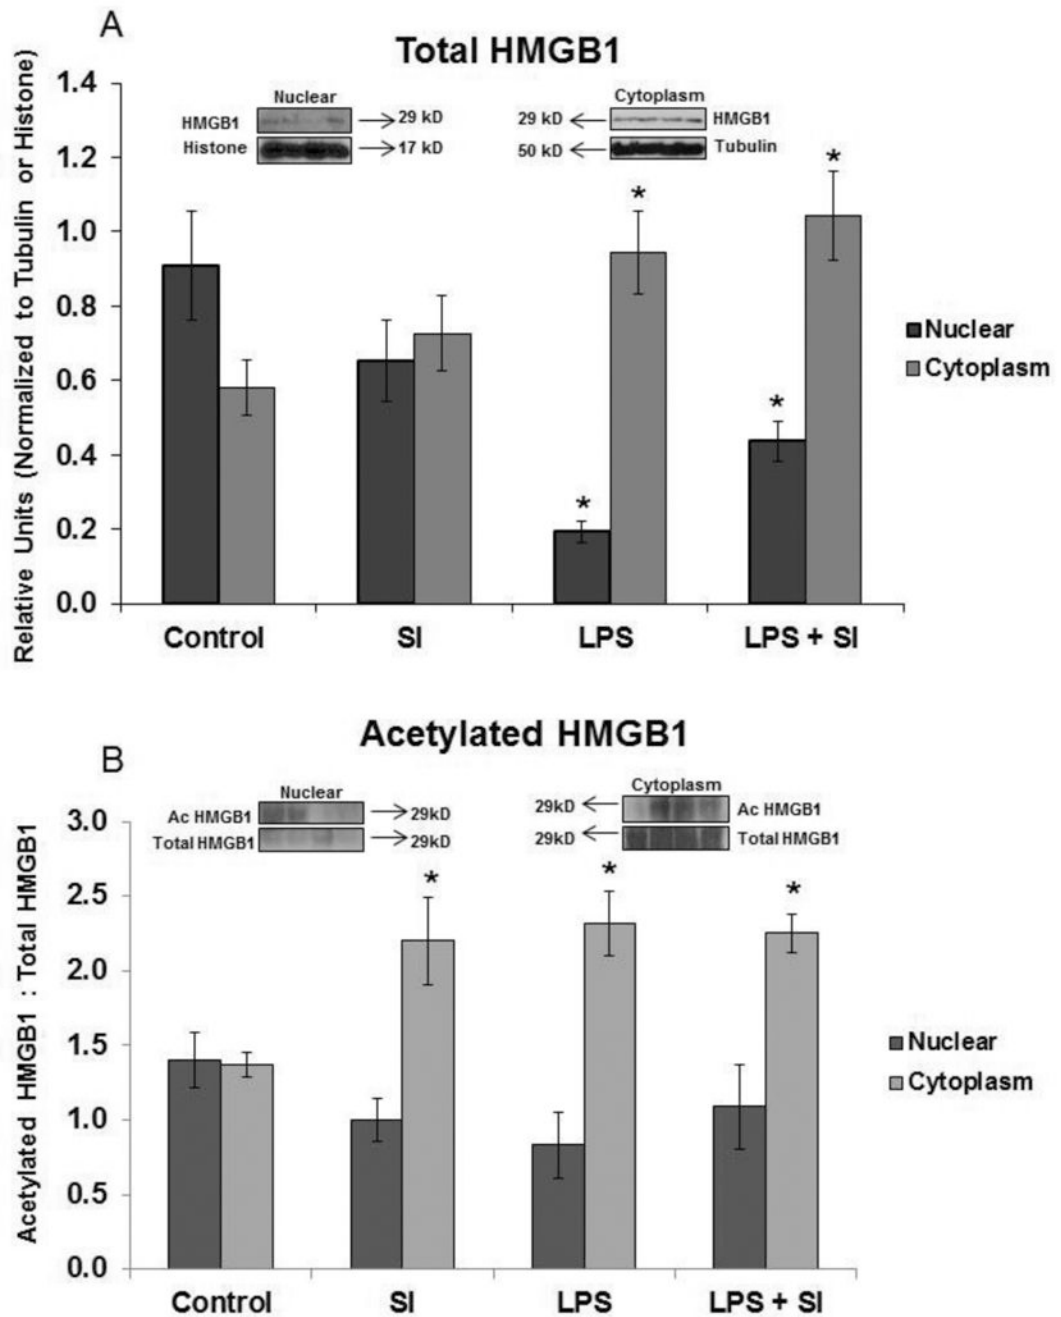 A
Total HMGB1
Relative Units (Normalized to Tubulin or Histone)
1.4
1.2
1.0
0.8
0.6
0.4
0.2
0.0
Nuclear
HMGB1 29 kD
Histone 17 kD
Cytoplasm
29 kD HMGB1
50 kD Tubulin
* * * *
Nuclear
Cytoplasm
Control SI LPS LPS + SI
B
Acetylated HMGB1
Acetylated HMGB1 : Total HMGB1
3.0
2.5
2.0
1.5
1.0
0.5
0.0
Nuclear
Ac HMGB1 29kD
Total HMGB1 29kD
Cytoplasm
29kD Ac HMGB1
29kD Total HMGB1
* * *
Nuclear
Cytoplasm
Control SI LPS LPS + SI